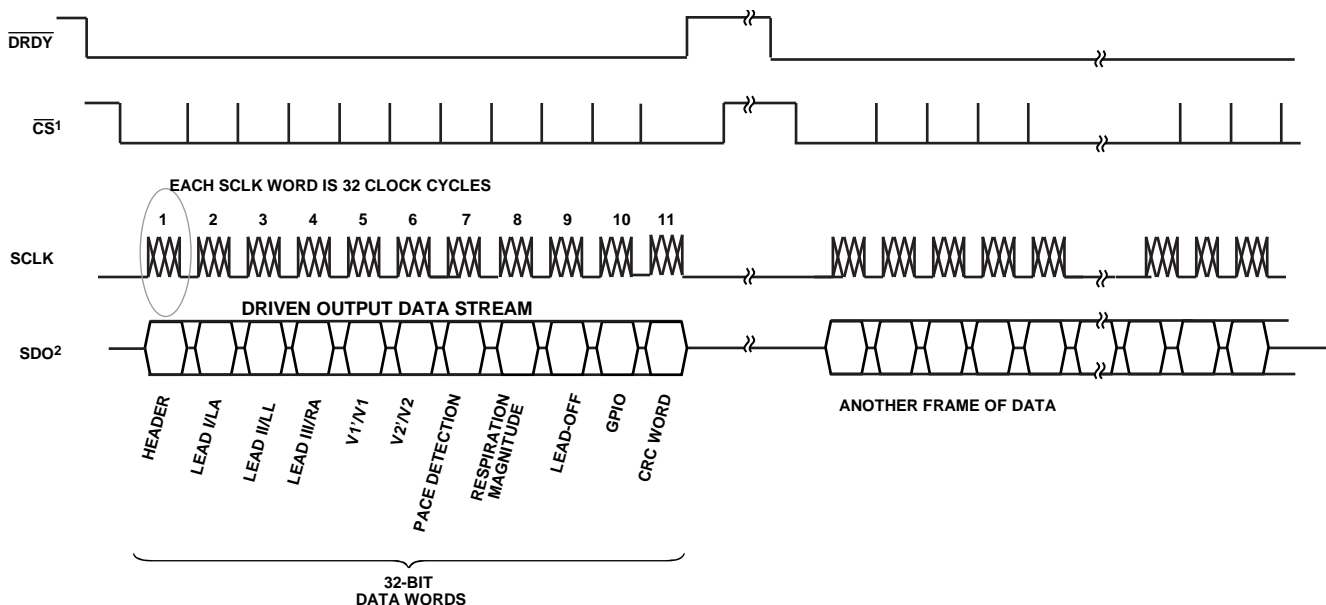 DRDY
CS1
EACH SCLK WORD IS 32 CLOCK CYCLES
1 2 3 4 5 6 7 8 9 10 11
SCLK
DRIVEN OUTPUT DATA STREAM
SDO2
HEADER
LEAD I/LA
LEAD II/LL
LEAD III/RA
V1'/V1
V2'/V2
PACE DETECTION
RESPIRATION
MAGNITUDE
LEAD-OFF
GPIO
CRC WORD
ANOTHER FRAME OF DATA
32-BIT
DATA WORDS